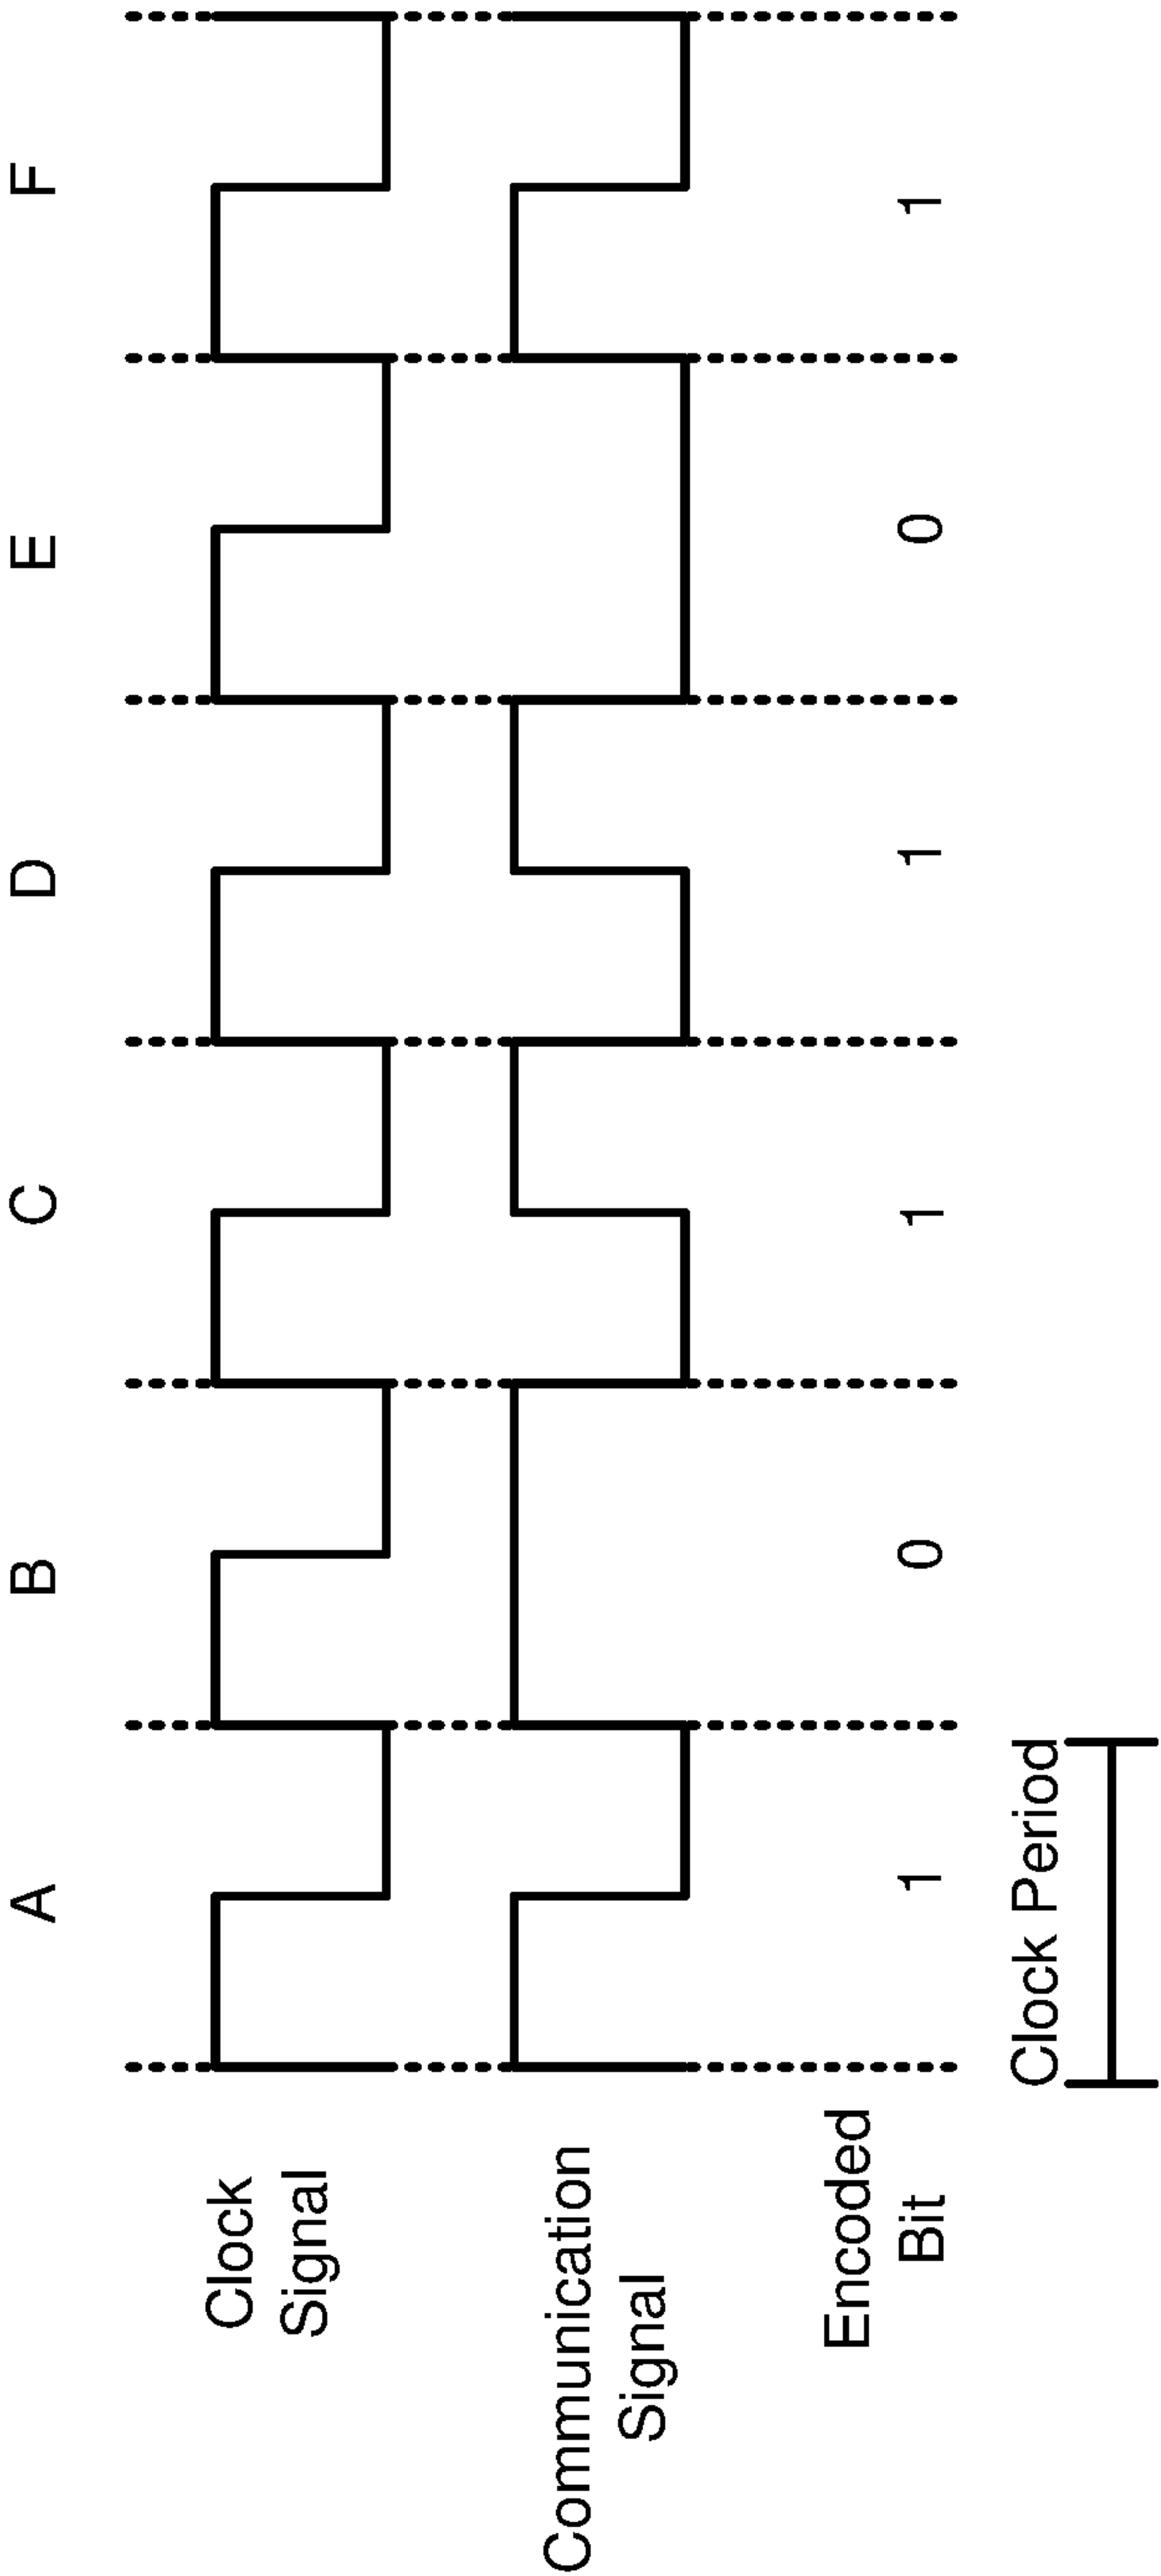 A B C D E F
Clock
Signal
Communication
Signal
Encoded
Bit
1 0 1 1 0 1
Clock Period